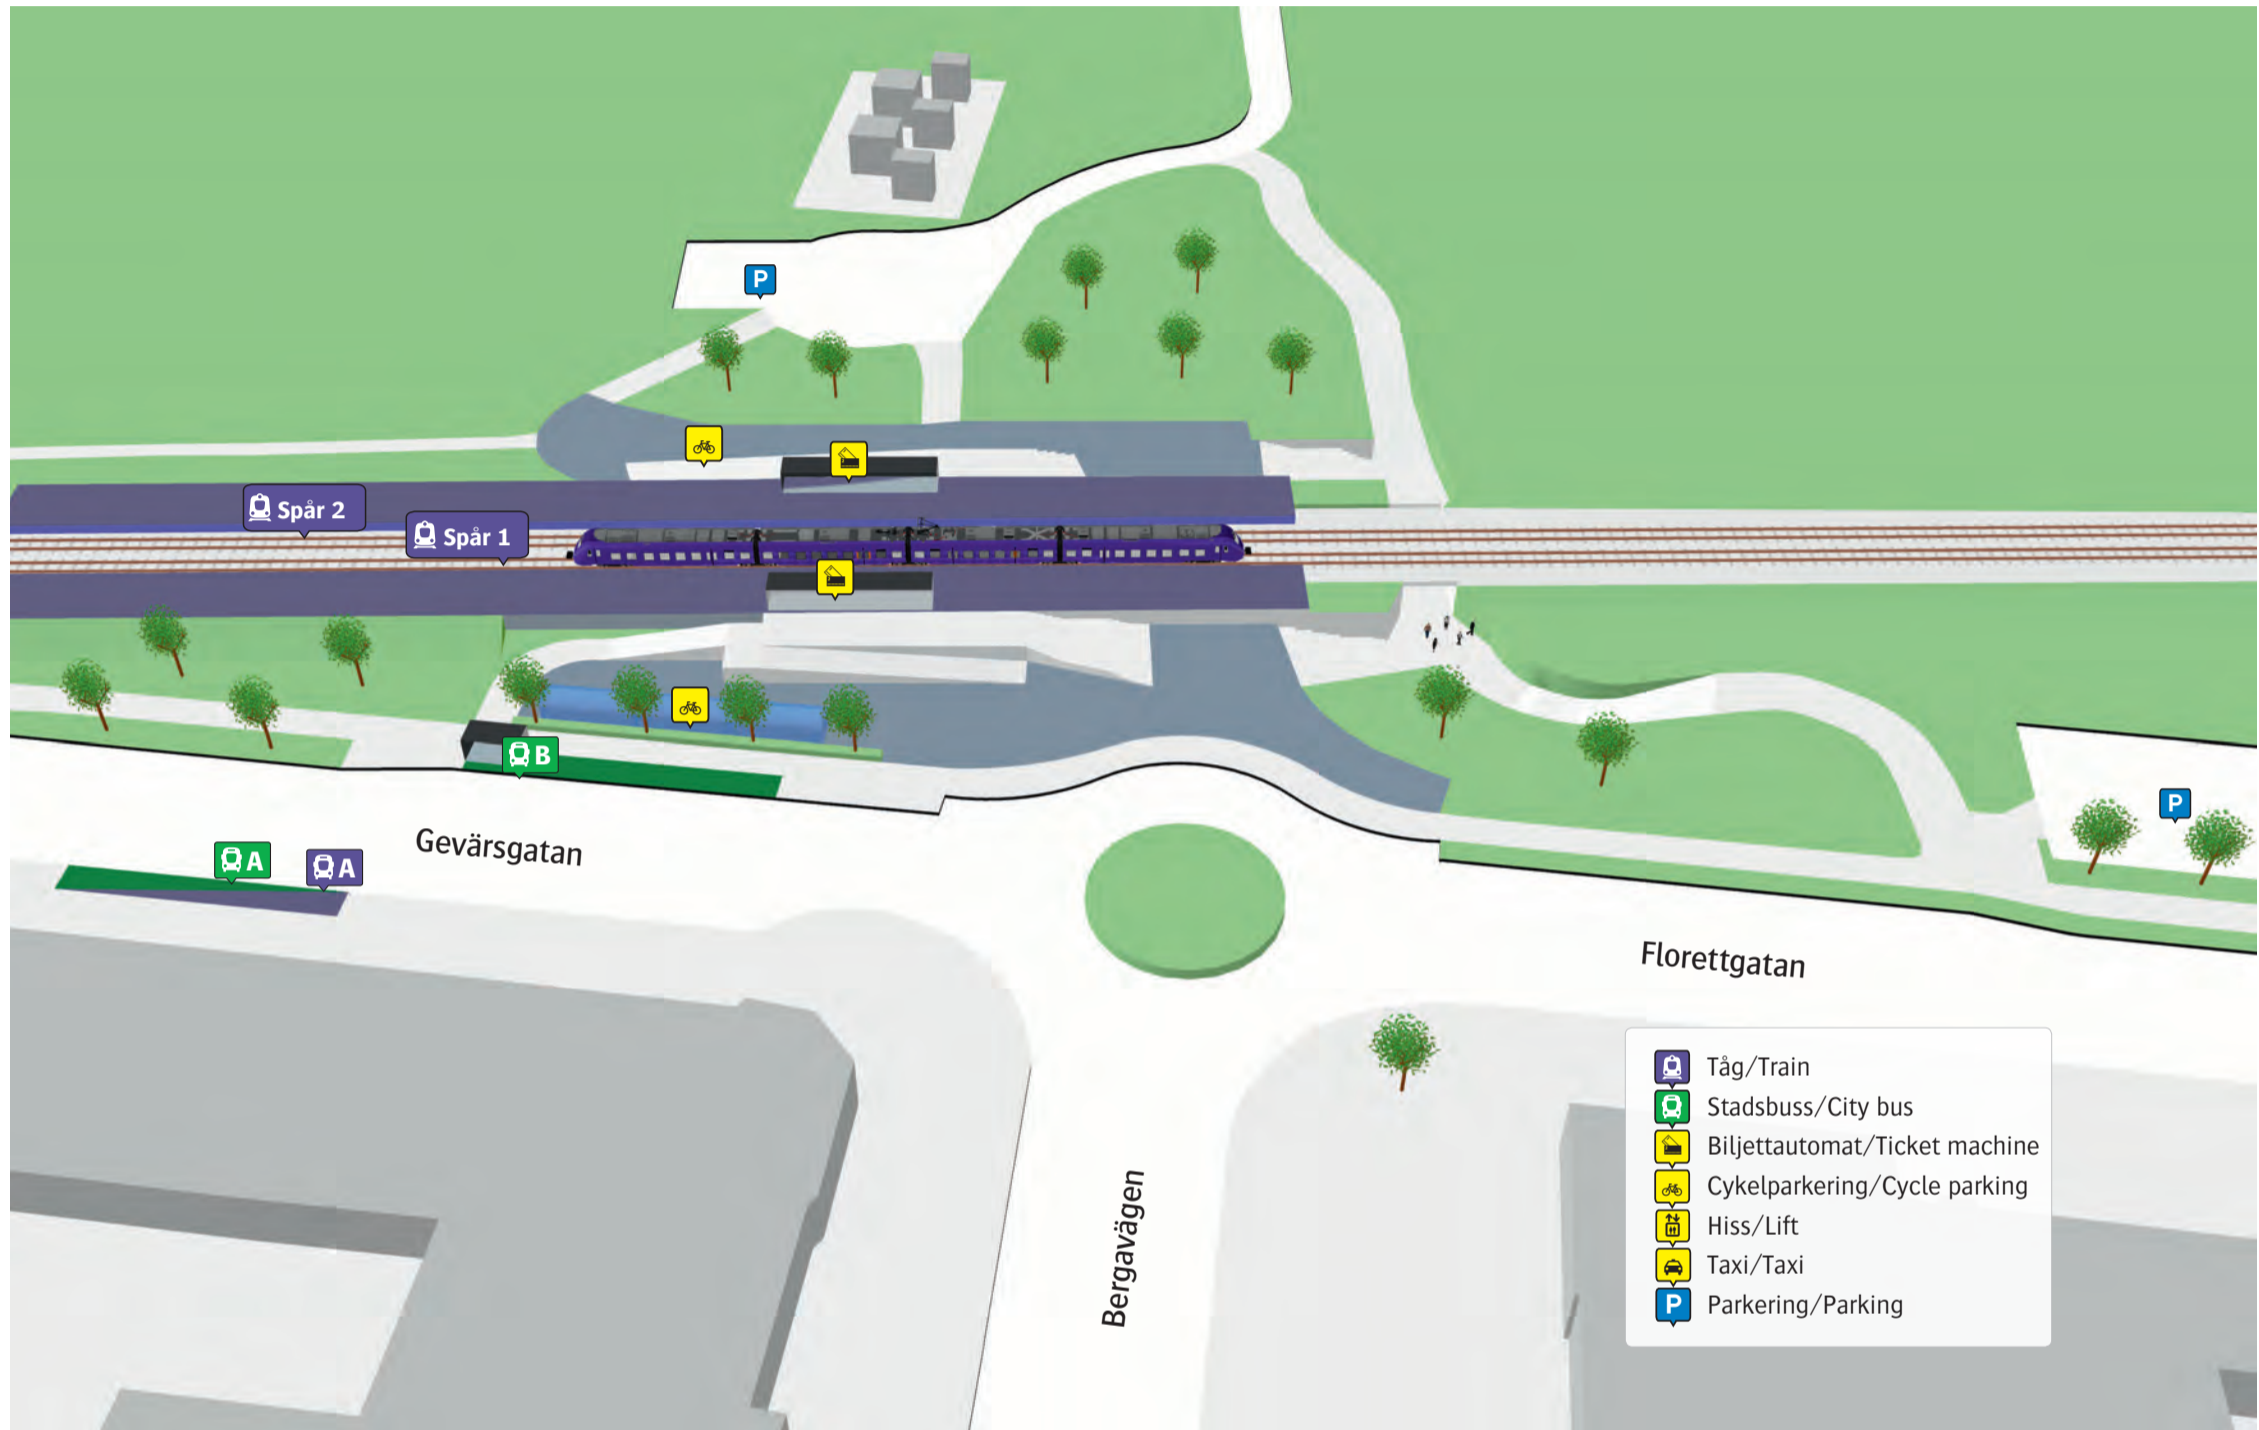 P
Spår 2
Spår 1
B
Gevärsgatan
A
A
P
Florettgatan
Bergavägen
Tåg/Train
Stadsbuss/City bus
Biljettautomat/Ticket machine
Cykelparkering/Cycle parking
Hiss/Lift
Taxi/Taxi
P Parkering/Parking